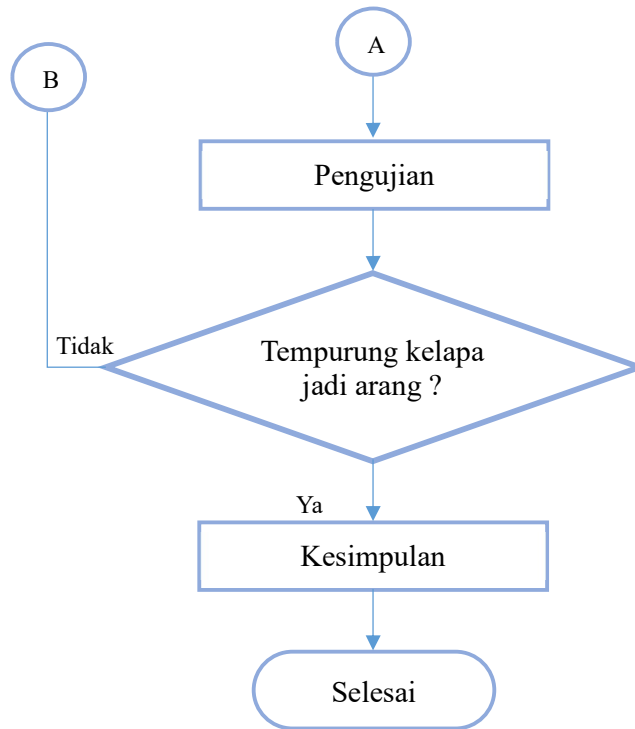 A
B
Pengujian
Tidak
Tempurung kelapa
jadi arang ?
Ya
Kesimpulan
Selesai